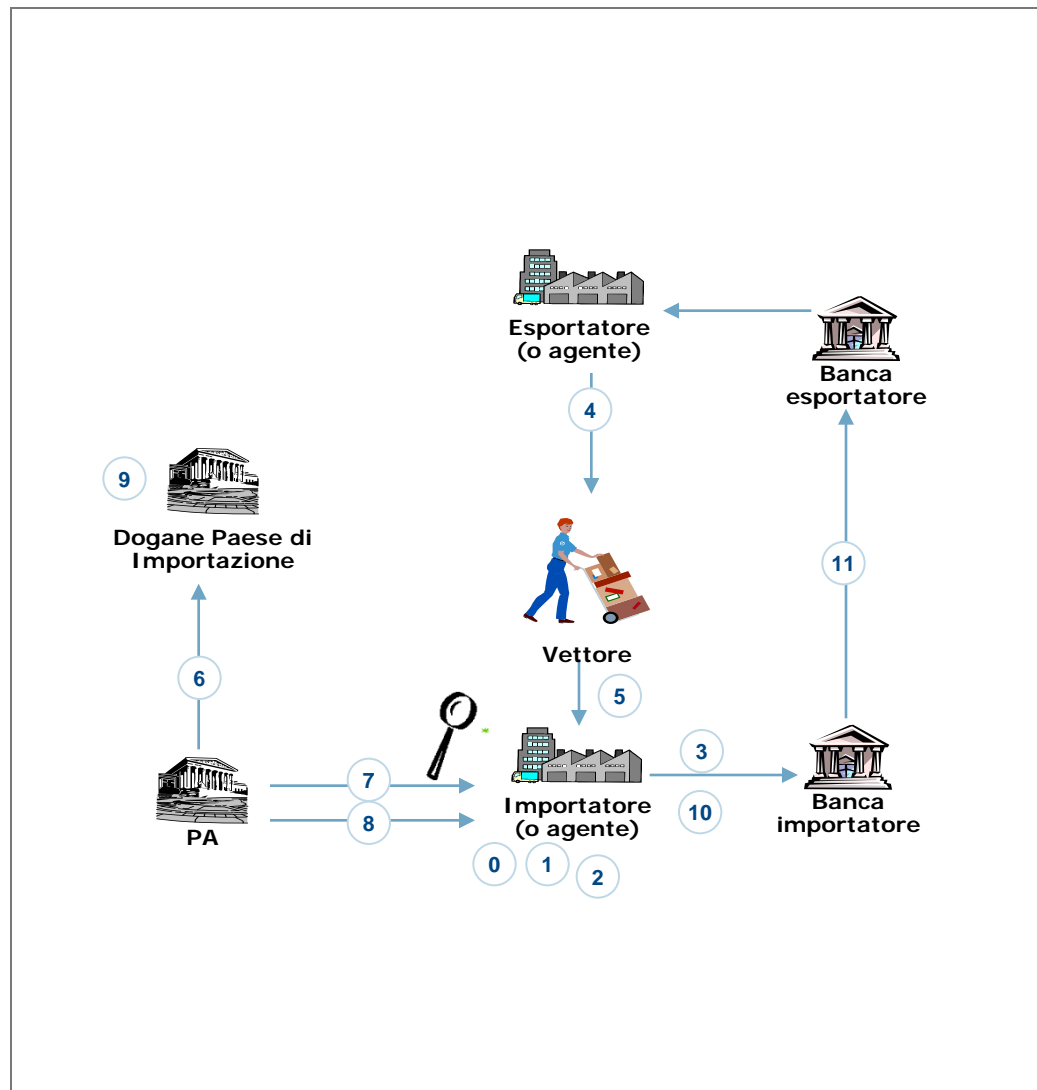 Esportatore
(o agente)
Banca
esportatore
4
9
Dogane Paese di
Importazione
11
Vettore
6
5
3
7
Importatore
(o agente)
10
Banca
importatore
8
PA
0
1
2